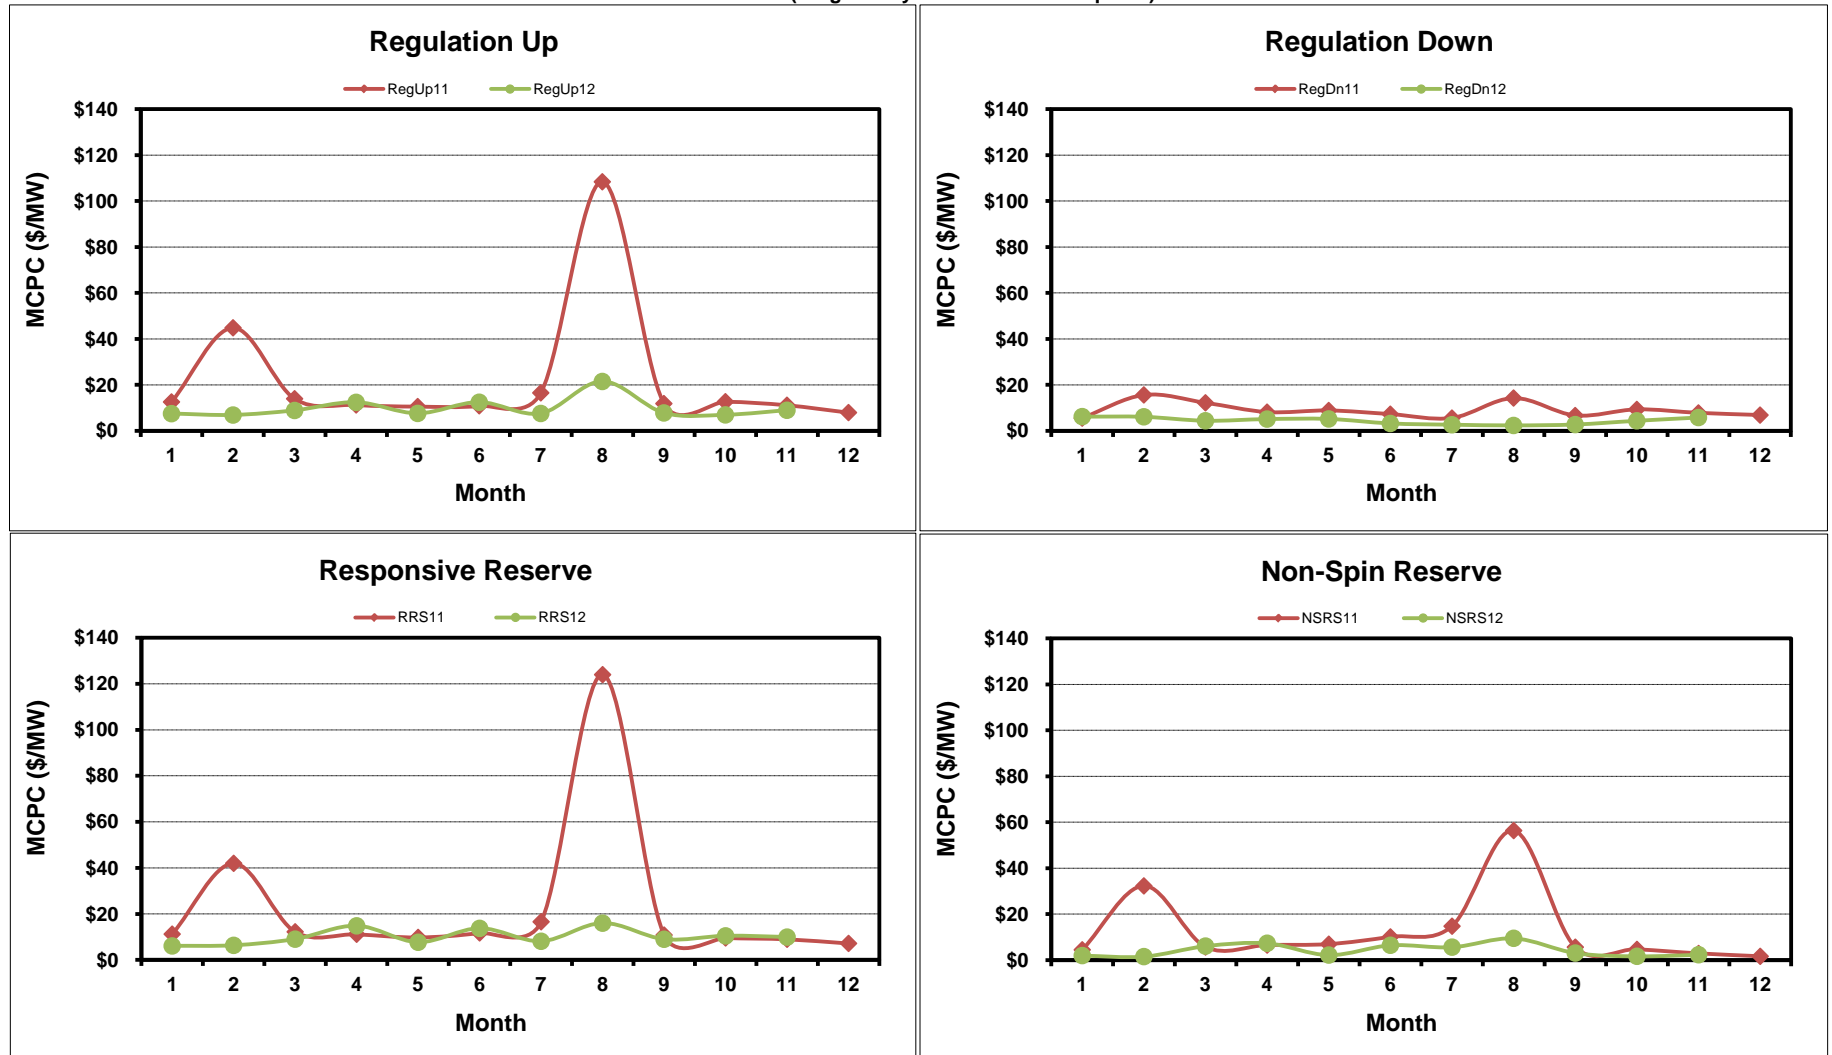 Regulation Up
RegUp11 RegUp12
$140
$120
$100
$80
$60
$40
$20
$0
MCPC ($/MW)
1 2 3 4 5 6 7 8 9 10 11 12
Month
Regulation Down
RegDn11 RegDn12
$140
$120
$100
$80
$60
$40
$20
$0
MCPC ($/MW)
1 2 3 4 5 6 7 8 9 10 11 12
Month
Responsive Reserve
RRS11 RRS12
$140
$120
$100
$80
$60
$40
$20
$0
MCPC ($/MW)
1 2 3 4 5 6 7 8 9 10 11 12
Month
Non-Spin Reserve
NSRS11 NSRS12
$140
$120
$100
$80
$60
$40
$20
$0
MCPC ($/MW)
1 2 3 4 5 6 7 8 9 10 11 12
Month